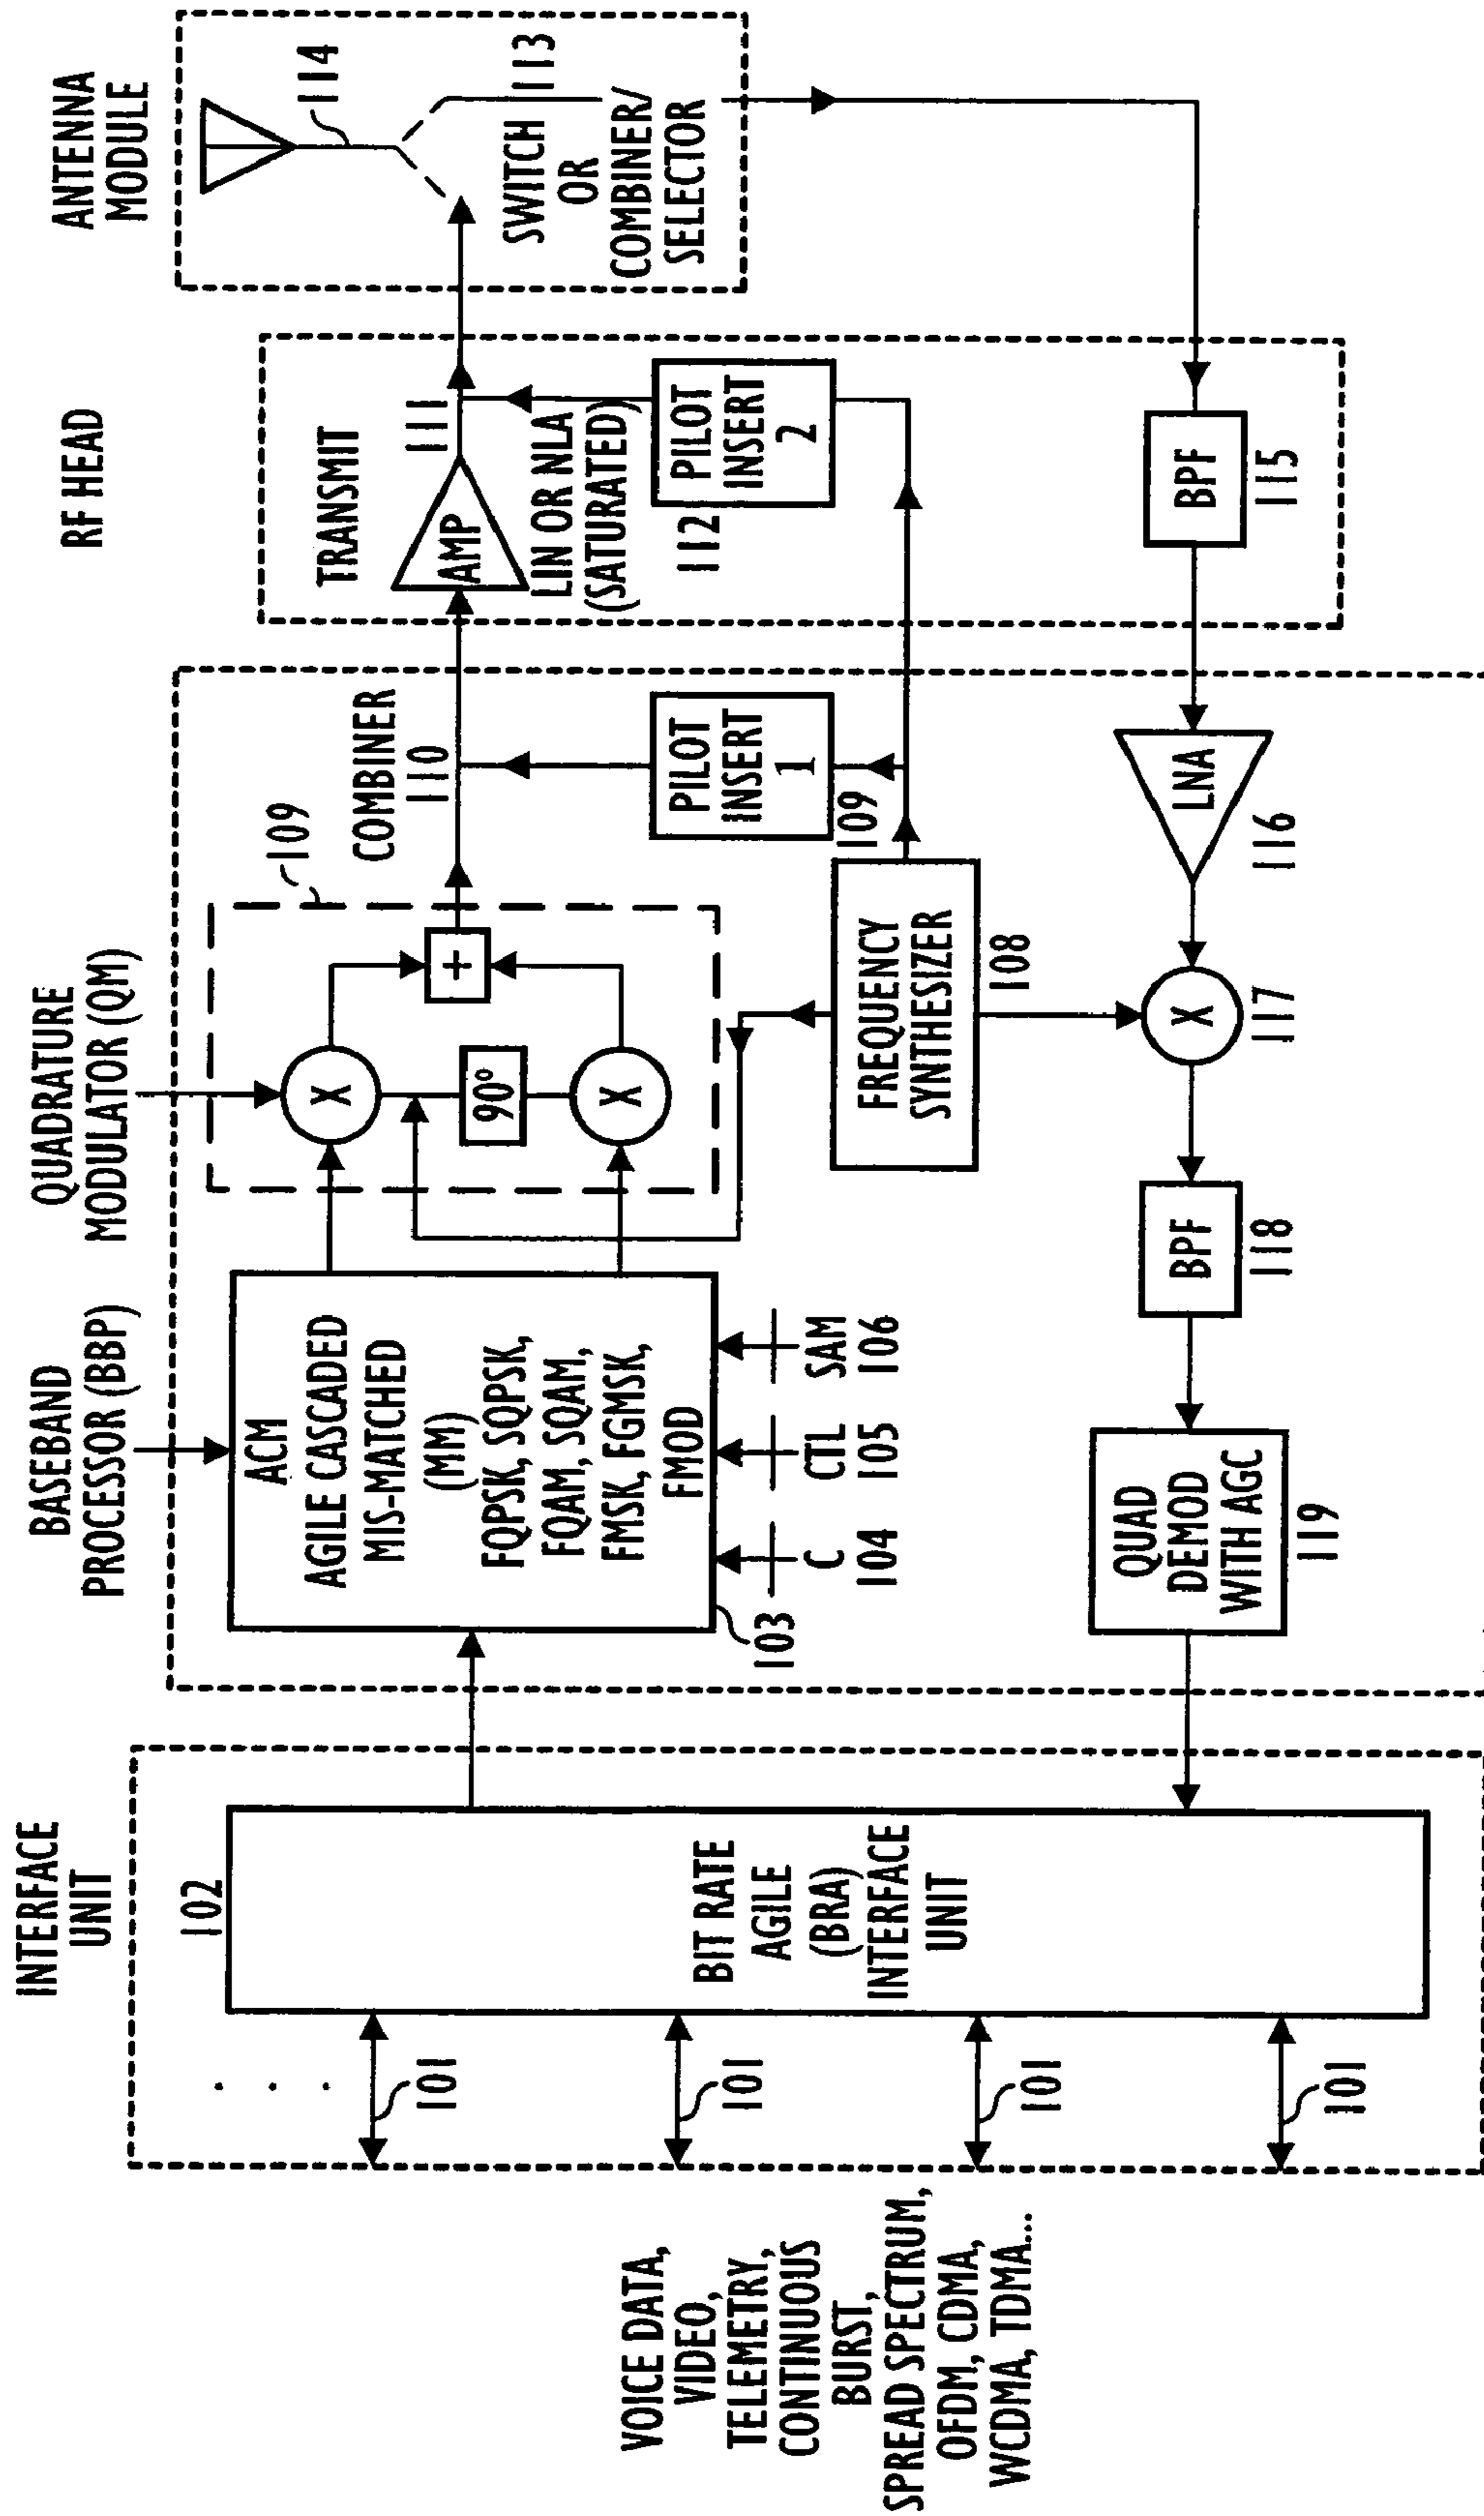 INTERFACE
UNIT
BASEBAND
PROCESSOR (BBP)
QUADRATURE
MODULATOR (QM)
RF HEAD
ANTENNA
MODULE
VOICE DATA,
VIDEO,
TELEMETRY,
CONTINUOUS
BURST,
SPREAD SPECTRUM,
OFDM, CDMA,
WCDMA, TDMA...
101
101
101
101
102
BIT RATE
AGILE
(BRA)
INTERFACE
UNIT
ACM
AGILE CASCADED
MIS-MATCHED
(MM)
FQPSK, SQPSK,
FQAM, SQAM,
FMSK, FGMSK,
FMOD
103
C
104
CTL
105
SAM
106
X
90°
X
+
109
COMBINER
110
PILOT
INSERT
1
109
FREQUENCY
SYNTHESIZER
108
TRANSMIT
AMP
111
LIN OR NLA
(SATURATED)
112
PILOT
INSERT
2
114
113
SWITCH
OR
COMBINER/
SELECTOR
BPF
115
LNA
116
X
117
BPF
118
QUAD
DEMOD
WITH AGC
119